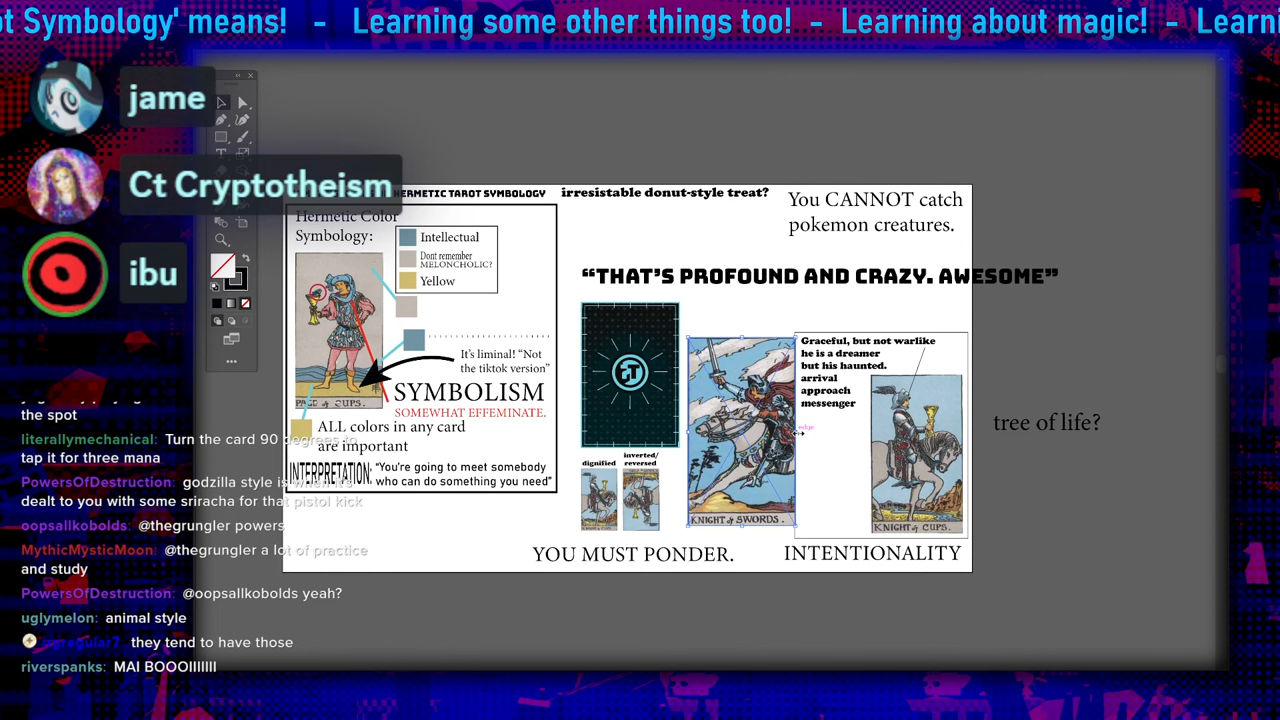 ot Symbology' means! - Learning some other things too! - Learning about magic! - Learni
jame
Ct Cryptotheism
ibu
HERMETIC TAROT SYMBOLOGY
irresistable donut-style treat?
You CANNOT catch
pokemon creatures.
Hermetic Color
Symbology:
Intellectual
Dont remember
MELONCHOLIC?
Yellow
"THAT'S PROFOUND AND CRAZY. AWESOME"
It's liminal! "Not
the tiktok version"
SYMBOLISM
SOMEWHAT EFFEMINATE.
PAGE of CUPS.
ALL colors in any card
are important
INTERPRETATION:
"You're going to meet somebody
who can do something you need"
dignified
inverted/
reversed
KNIGHT of SWORDS.
edge
Graceful, but not warlike
he is a dreamer
but his haunted.
arrival
approach
messenger
KNIGHT of CUPS.
tree of life?
YOU MUST PONDER.
INTENTIONALITY
the spot
literallymechanical: Turn the card 90 degrees to
tap it for three mana
PowersOfDestruction: godzilla style is when it's
dealt to you with some sriracha for that pistol kick
oopsallkobolds: @thegrungler powers
MythicMysticMoon: @thegrungler a lot of practice
and study
PowersOfDestruction: @oopsallkobolds yeah?
uglymelon: animal style
they tend to have those
riverspanks: MAI BOOOIIIIIII